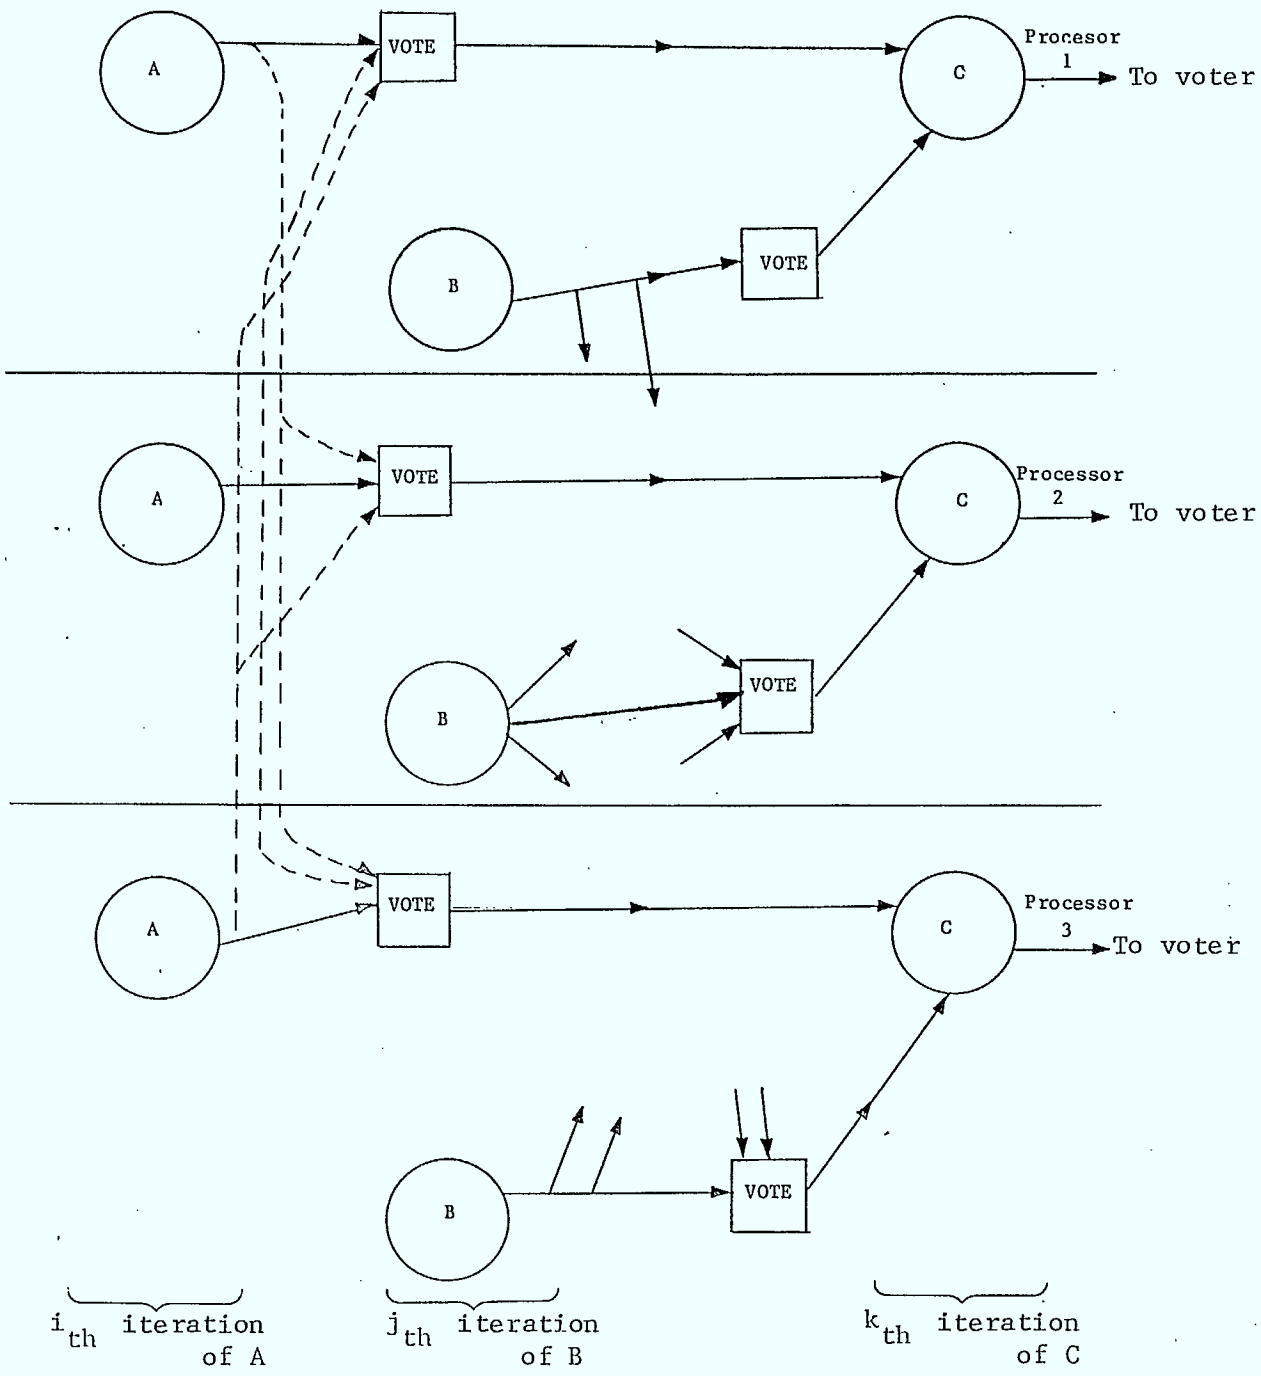 A
VOTE
C
Procesor
1
To voter
B
VOTE
A
VOTE
C
Processor
2
To voter
B
VOTE
A
VOTE
C
Processor
3
To voter
B
VOTE
i th iteration
of A
j th iteration
of B
k th iteration
of C